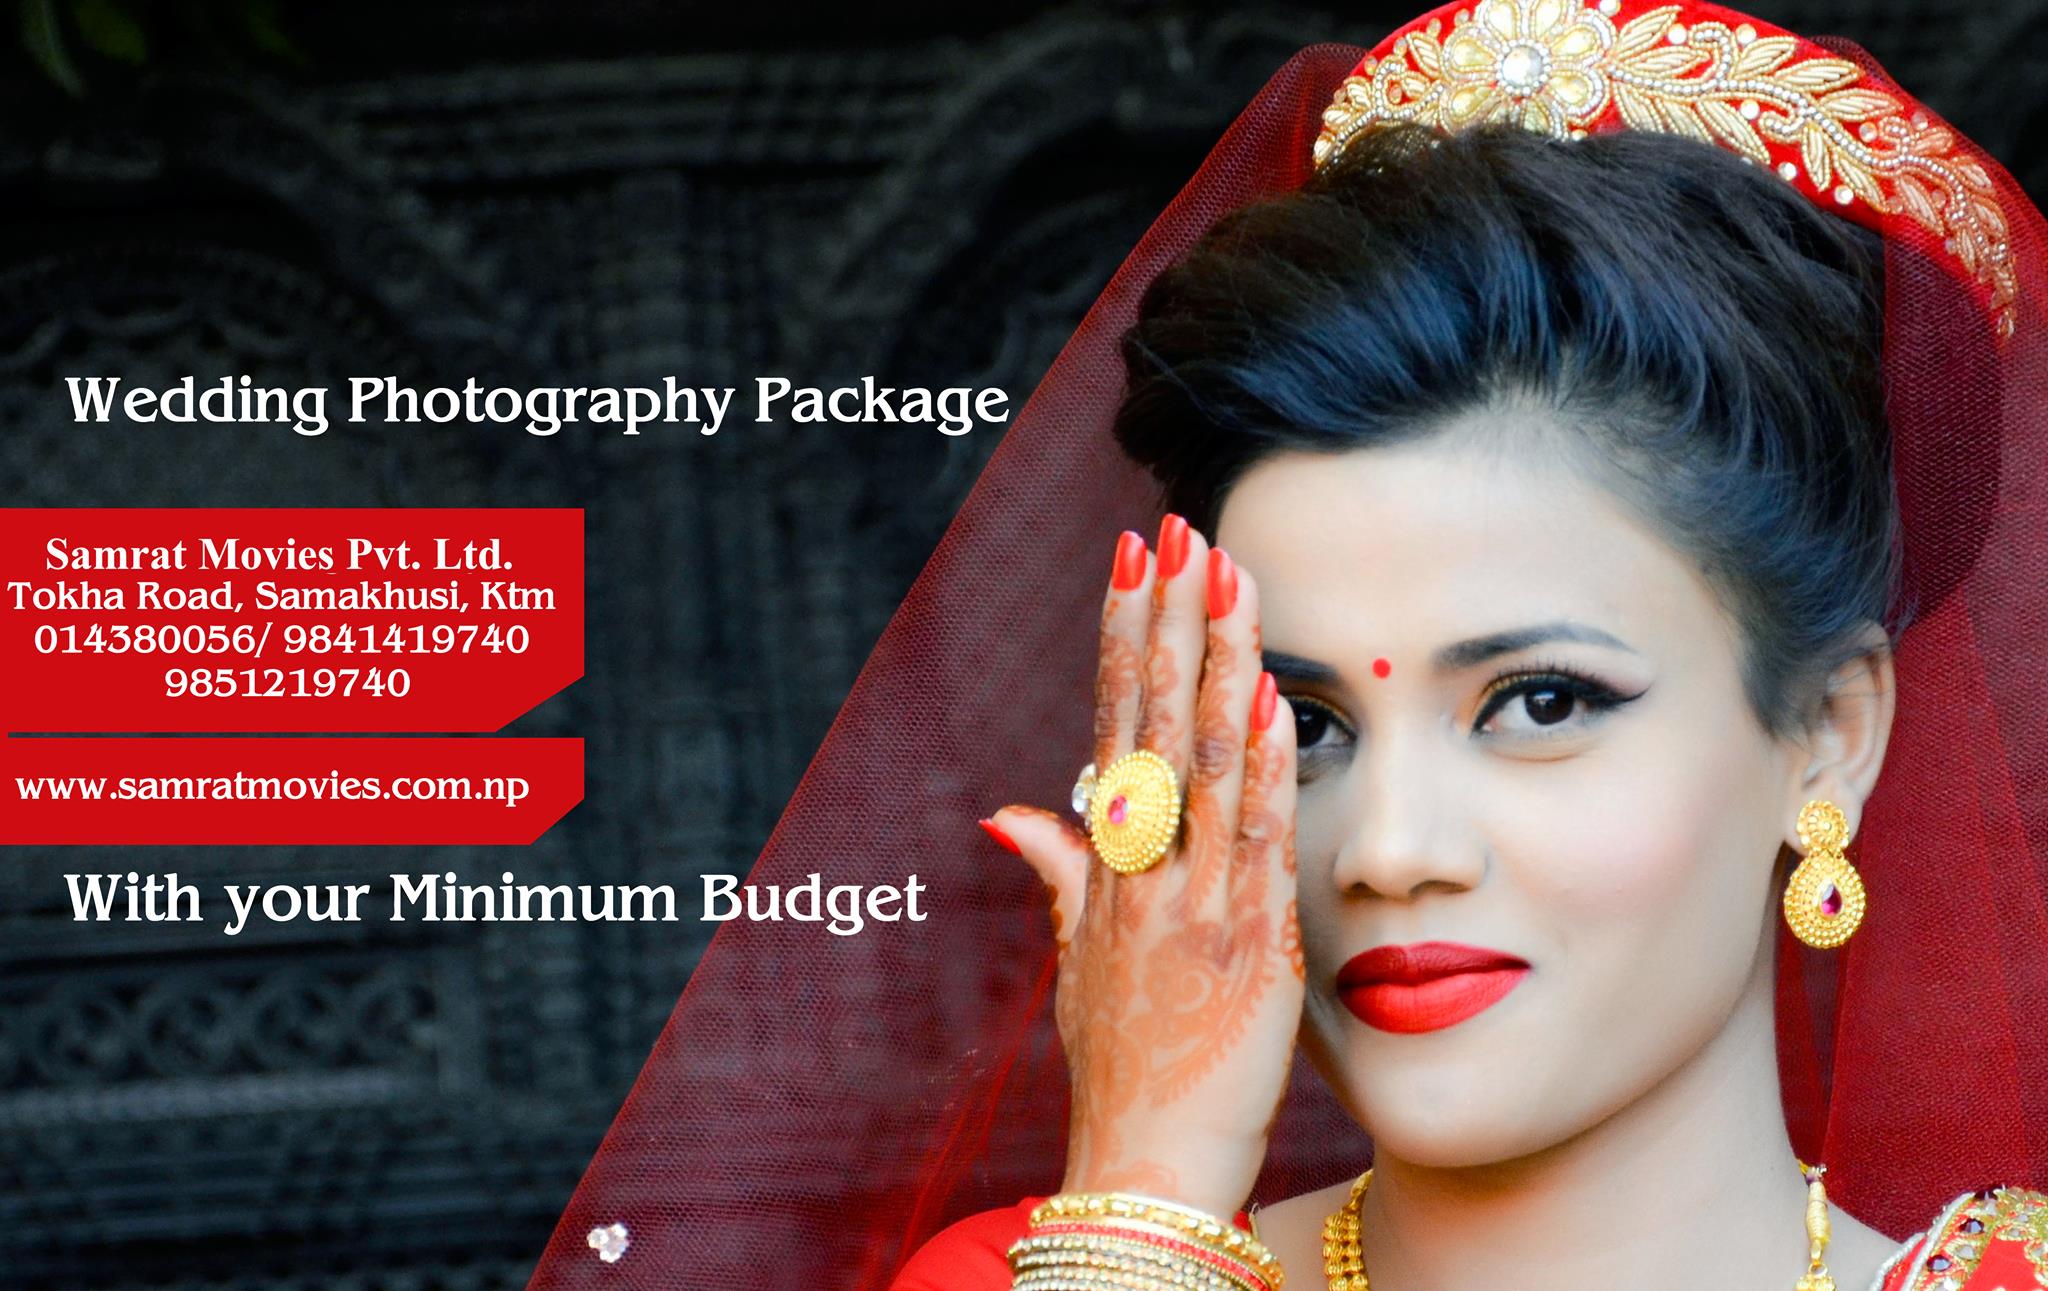 Wedding Photography Package
Samrat Movies Pvt. Ltd.
Tokha Road, Samakhusi, Ktm
014380056/ 9841419740
9851219740
www.samratmovies.com.np
With your Minimum Budget